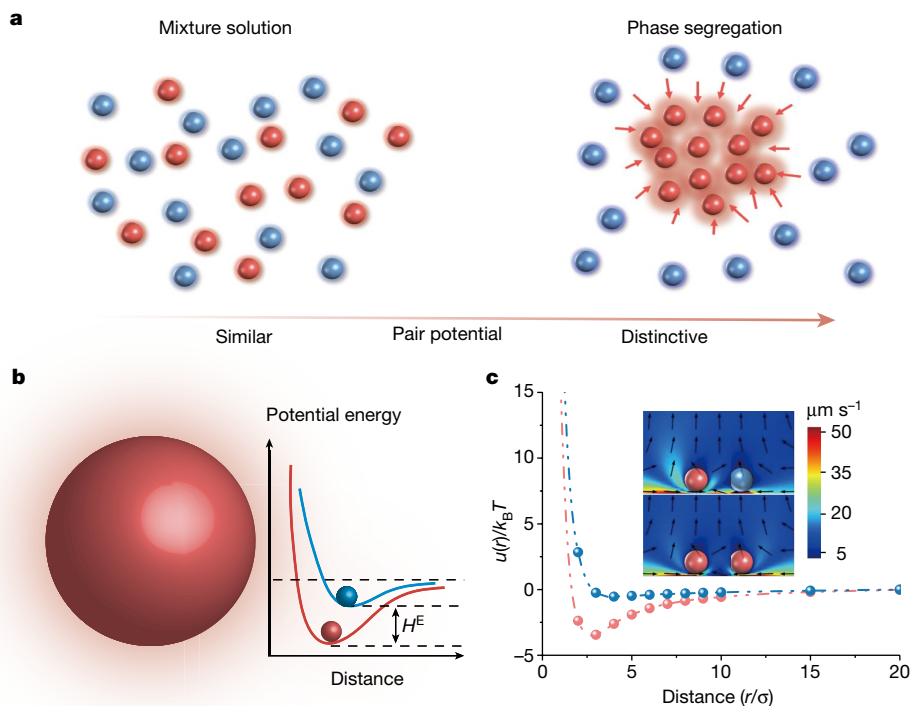 a
Mixture solution
Phase segregation
Similar
Pair potential
Distinctive
b
Potential energy
H^E
Distance
c
u(r)/k_BT
15
10
5
0
−5
0
5
10
15
20
Distance (r/σ)
μm s⁻¹
50
35
20
5